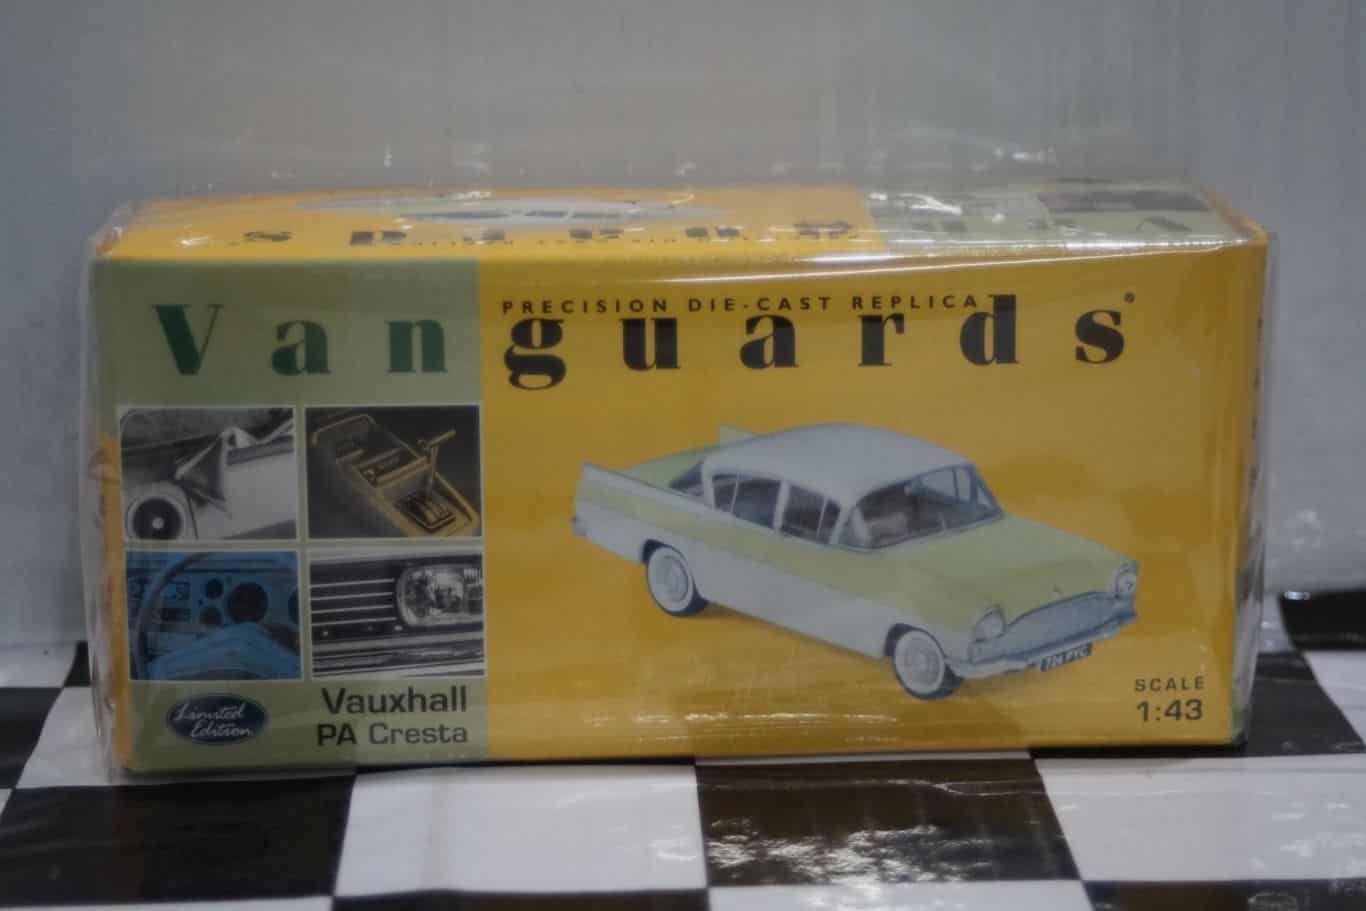 Vanguards
PRECISION DIE-CAST REPLICA
Limited
Edition
Vauxhall
PA Cresta
SCALE
1:43